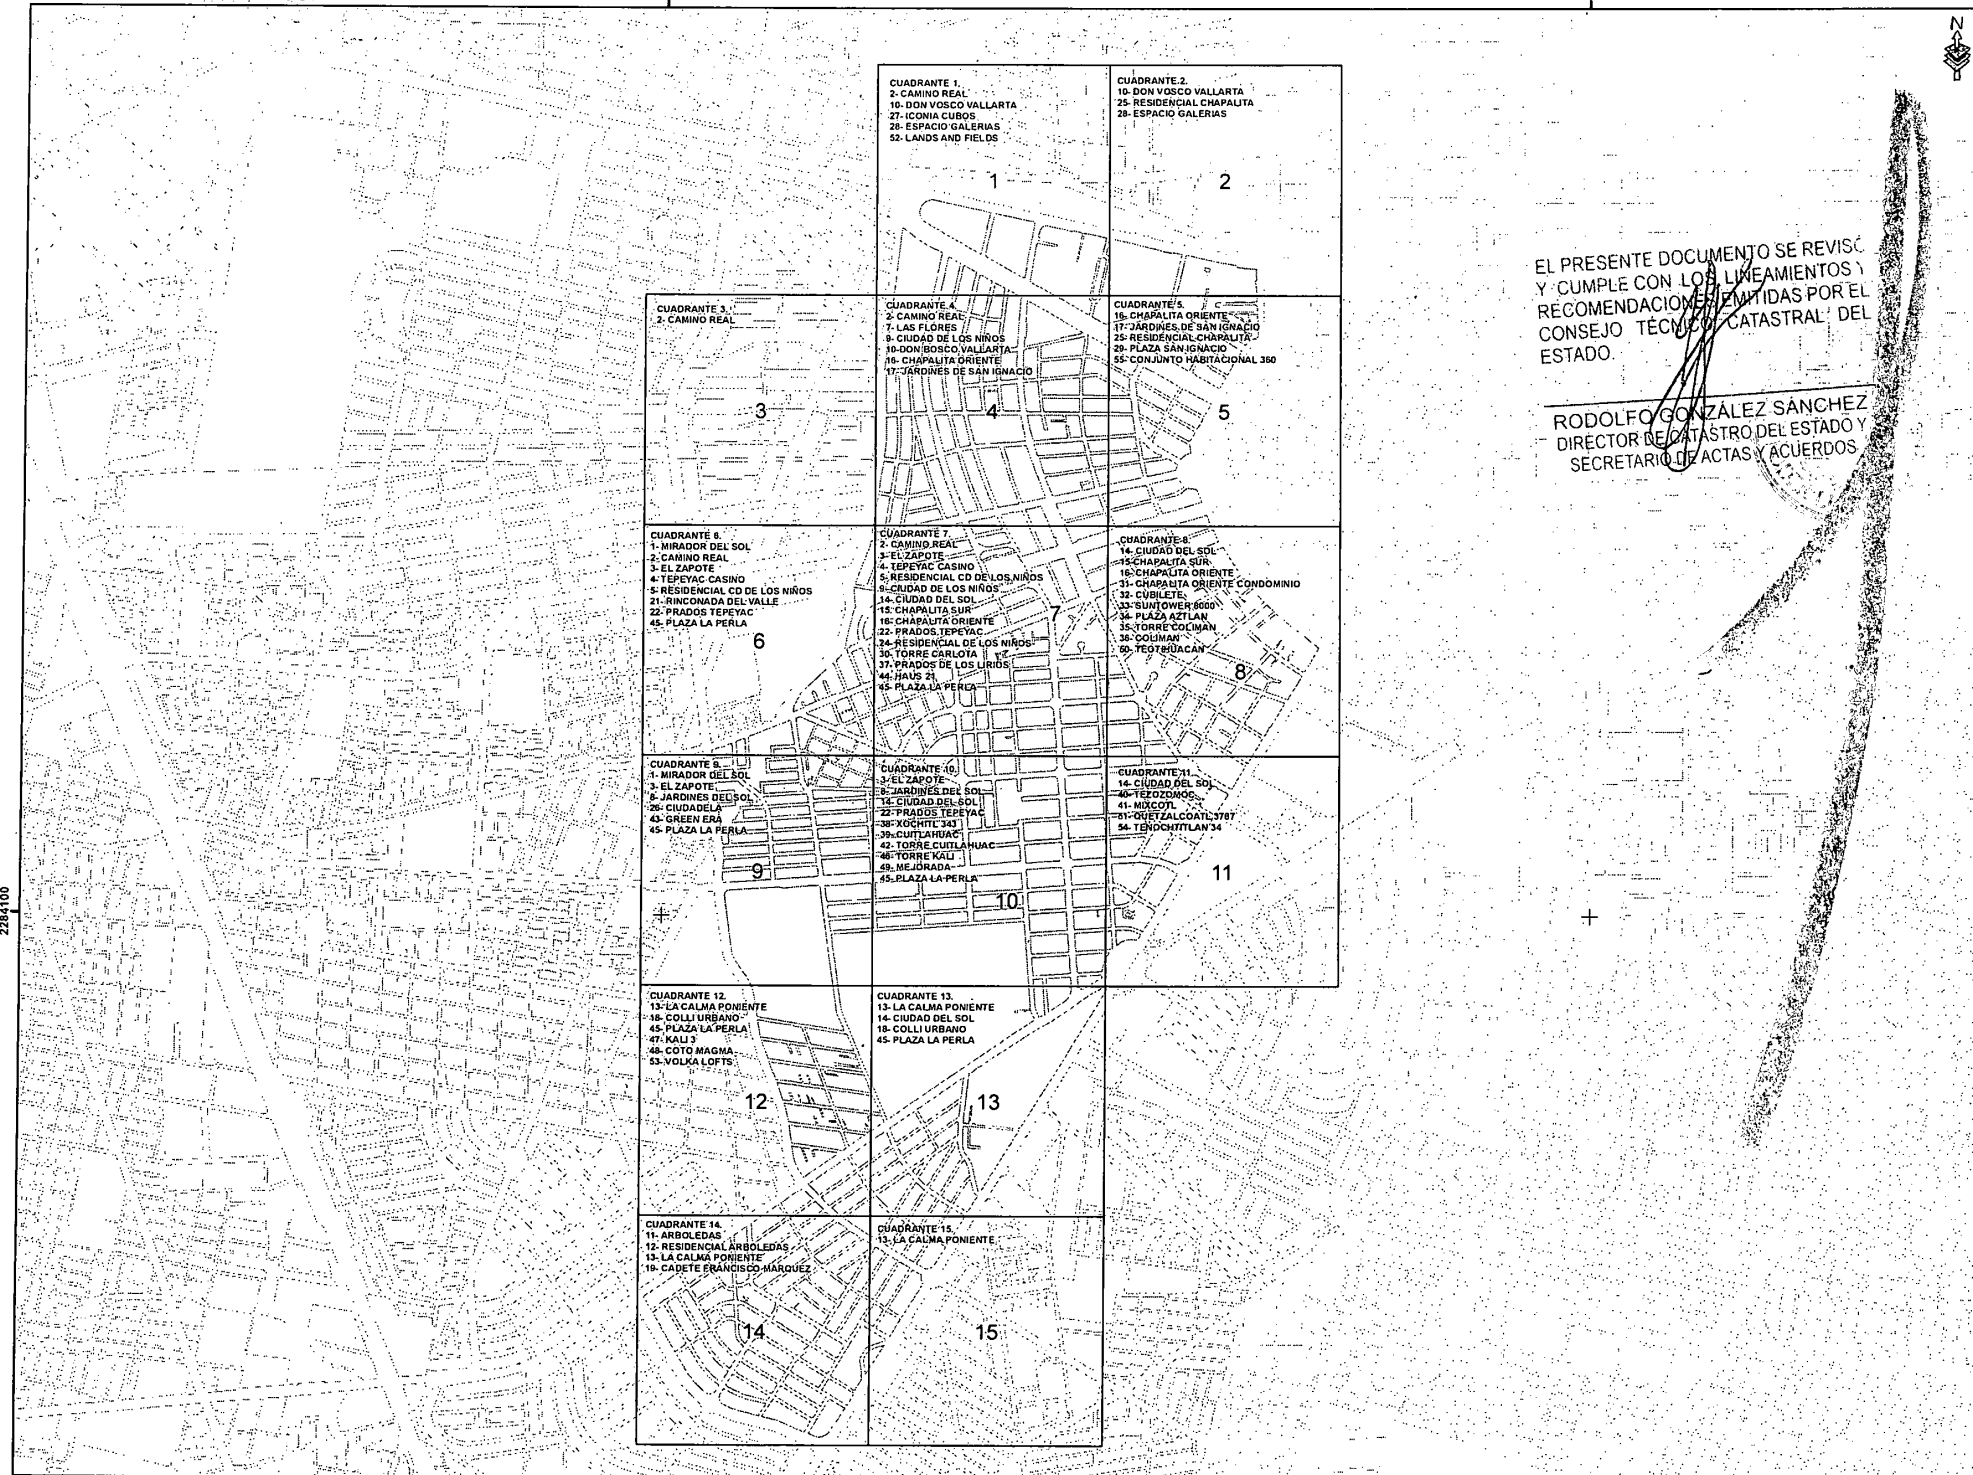 N
CUADRANTE 1.
2- CAMINO REAL
10- DON VOSCO VALLARTA
27- ICONIA CUBOS
28- ESPACIO GALERIAS
52- LANDS AND FIELDS
1
CUADRANTE.2.
10- DON VOSCO VALLARTA
25- RESIDENCIAL CHAPALITA
28- ESPACIO GALERIAS
2
EL PRESENTE DOCUMENTO SE REVISÓ
Y CUMPLE CON LOS LINEAMIENTOS Y
RECOMENDACIONES EMITIDAS POR EL
CONSEJO TÉCNICO CATASTRAL DEL
ESTADO.
RODOLFO GONZÁLEZ SÁNCHEZ
DIRECTOR DE CATASTRO DEL ESTADO Y
SECRETARIO DE ACTAS Y ACUERDOS
CUADRANTE 3.
2- CAMINO REAL
3
CUADRANTE 4.
2- CAMINO REAL
7- LAS FLORES
9- CIUDAD DE LOS NIÑOS
10-DON BOSCO VALLARTA
16- CHAPALITA ORIENTE
17- JARDINES DE SAN IGNACIO
4
CUADRANTE 5.
16- CHAPALITA ORIENTE
17- JARDINES DE SAN IGNACIO
25- RESIDENCIAL CHAPALITA
29- PLAZA SAN IGNACIO
55- CONJUNTO HABITACIONAL 360
5
CUADRANTE 6.
1- MIRADOR DEL SOL
2- CAMINO REAL
3- EL ZAPOTE
4- TEPEYAC CASINO
5- RESIDENCIAL CD DE LOS NIÑOS
21- RINCONADA DEL VALLE
22- PRADOS TEPEYAC
45- PLAZA LA PERLA
6
CUADRANTE 7.
2- CAMINO REAL
3- EL ZAPOTE
4- TEPEYAC CASINO
5- RESIDENCIAL CD DE LOS NIÑOS
9- CIUDAD DE LOS NIÑOS
14- CIUDAD DEL SOL
15- CHAPALITA SUR
16- CHAPALITA ORIENTE
22- PRADOS TEPEYAC
24- RESIDENCIAL DE LOS NIÑOS
30- TORRE CARLOTA
37- PRADOS DE LOS LIRIOS
44- HAUS 21
45- PLAZA LA PERLA
7
CUADRANTE 8.
14- CIUDAD DEL SOL
15-CHAPALITA SUR
16- CHAPALITA ORIENTE
31- CHAPALITA ORIENTE CONDOMINIO
32- CUBILETE
33- SUNTOWER 6000
34- PLAZA AZTLAN
35- TORRE COLIMAN
36- COLIMAN
50- TEOTIHUACAN
8
CUADRANTE 9.
1- MIRADOR DEL SOL
3- EL ZAPOTE
8- JARDINES DEL SOL
26- CIUDADELA
43- GREEN ERA
45- PLAZA LA PERLA
9
CUADRANTE 10.
3- EL ZAPOTE
8- JARDINES DEL SOL
14- CIUDAD DEL SOL
22- PRADOS TEPEYAC
38- XOCHITL 343
39- CUITLAHUAC
42- TORRE CUITLAHUAC
46- TORRE KALI
49- MEJORADA
45- PLAZA LA PERLA
10
CUADRANTE 11.
14- CIUDAD DEL SOL
40- TEZOZOMOC
41- MIXCOTL
51- QUETZALCOATL 3787
54- TENOCHTITLAN 34
11
2284100
CUADRANTE 12.
13- LA CALMA PONIENTE
18- COLLI URBANO
45- PLAZA LA PERLA
47- KALI 3
48- COTO MAGMA
53- VOLKA LOFTS
12
CUADRANTE 13.
13- LA CALMA PONIENTE
14- CIUDAD DEL SOL
18- COLLI URBANO
45- PLAZA LA PERLA
13
CUADRANTE 14.
11- ARBOLEDAS
12- RESIDENCIAL ARBOLEDAS
13- LA CALMA PONIENTE
19- CADETE FRANCISCO MARQUEZ
14
CUADRANTE 15.
13- LA CALMA PONIENTE
15